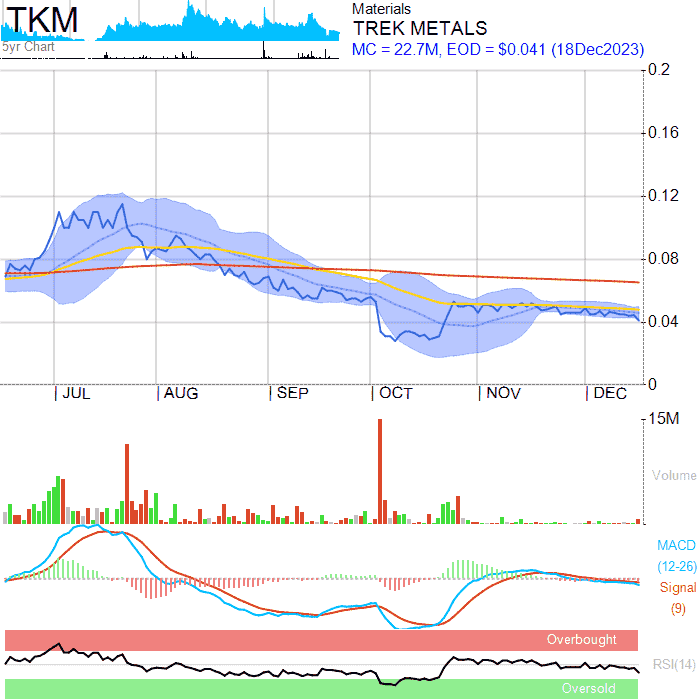 TKM
5yr Chart
Materials
TREK METALS
MC = 22.7M, EOD = $0.041 (18Dec2023)
0.2
0.16
0.12
0.08
0.04
0
JUL AUG SEP OCT NOV DEC
15M
Volume
MACD
(12-26)
Signal
(9)
Overbought
RSI(14)
Oversold